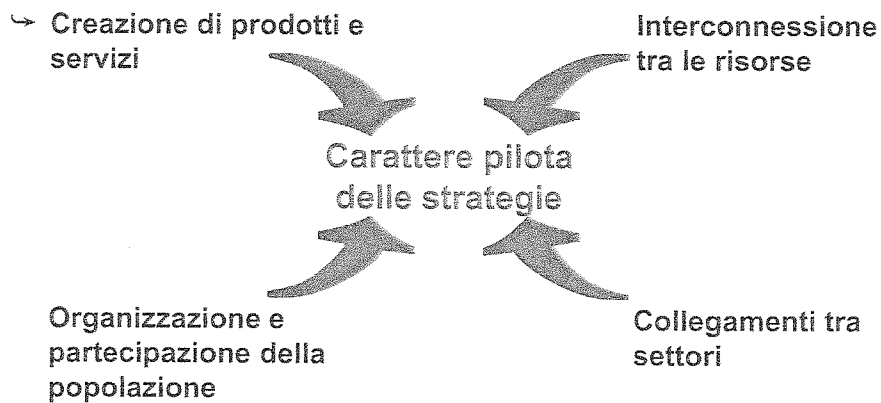 Creazione di prodotti e
servizi
Interconnessione
tra le risorse
Carattere pilota
delle strategie
Organizzazione e
partecipazione della
popolazione
Collegamenti tra
settori